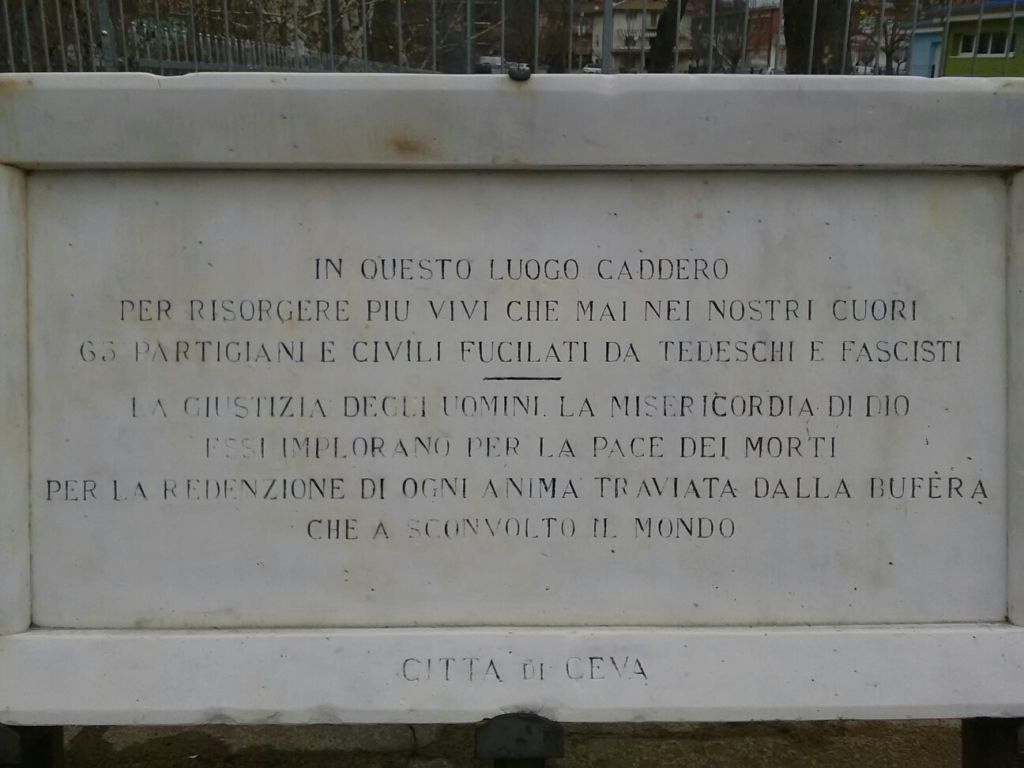 IN QUESTO LUOGO CADDERO
PER RISORGERE PIU VIVI CHE MAI NEI NOSTRI CUORI
65 PARTIGIANI E CIVILI FUCILATI DA TEDESCHI E FASCISTI
LA GIUSTIZIA DEGLI UOMINI. LA MISERICORDIA DI DIO
ESSI IMPLORANO PER LA PACE DEI MORTI
PER LA REDENZIONE DI OGNI ANIMA TRAVIATA DALLA BUFERA
CHE A SCONVOLTO IL MONDO
CITTA DI CEVA